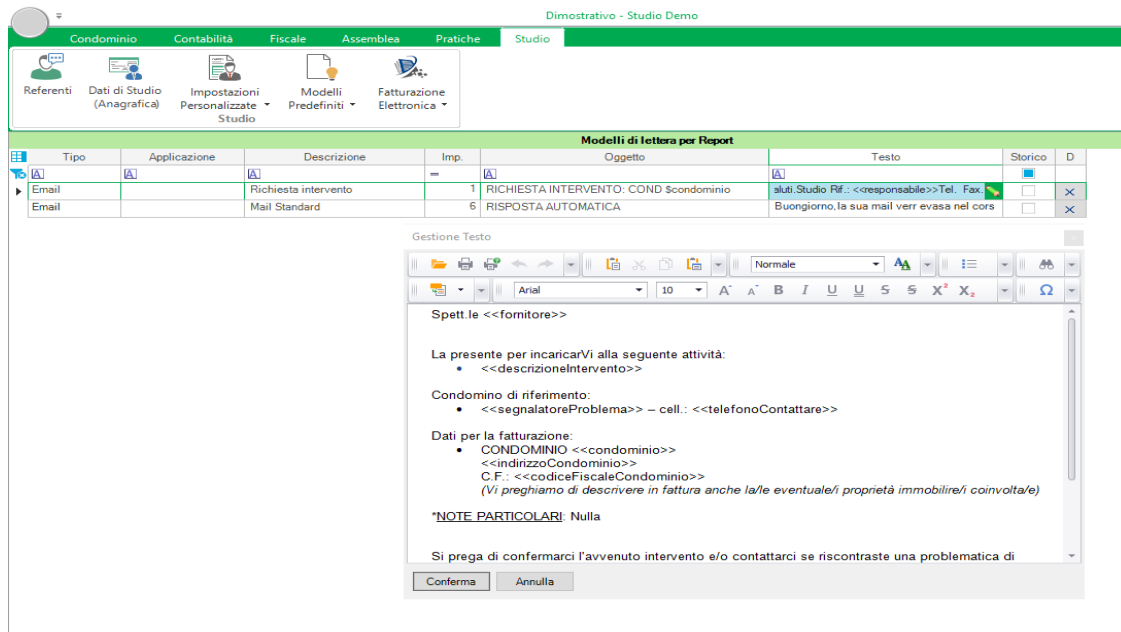 Dimostrativo - Studio Demo
Condominio Contabilità Fiscale Assemblea Pratiche Studio
Referenti Dati di Studio (Anagrafica) Impostazioni Personalizzate Modelli Predefiniti Fatturazione Elettronica
Studio
Modelli di lettera per Report
Tipo Applicazione Descrizione Imp. Oggetto Testo Storico D
A A A = A A
Email Richiesta intervento 1 RICHIESTA INTERVENTO: COND $condominio aluti.Studio Rif.: <<responsabile>>Tel. Fax.
Email Mail Standard 6 RISPOSTA AUTOMATICA Buongiorno,la sua mail verr evasa nel cors
Gestione Testo
Normale
Arial 10 A A B I U U S S X² X₂ Ω
Spett.le <<fornitore>>
La presente per incaricarVi alla seguente attività:
• <<descrizioneIntervento>>
Condomino di riferimento:
• <<segnalatoreProblema>> – cell.: <<telefonoContattare>>
Dati per la fatturazione:
• CONDOMINIO <<condominio>>
<<indirizzoCondominio>>
C.F.: <<codiceFiscaleCondominio>>
(Vi preghiamo di descrivere in fattura anche la/le eventuale/i proprietà immobilire/i coinvolta/e)
*NOTE PARTICOLARI: Nulla
Si prega di confermarci l'avvenuto intervento e/o contattarci se riscontraste una problematica di
Conferma Annulla